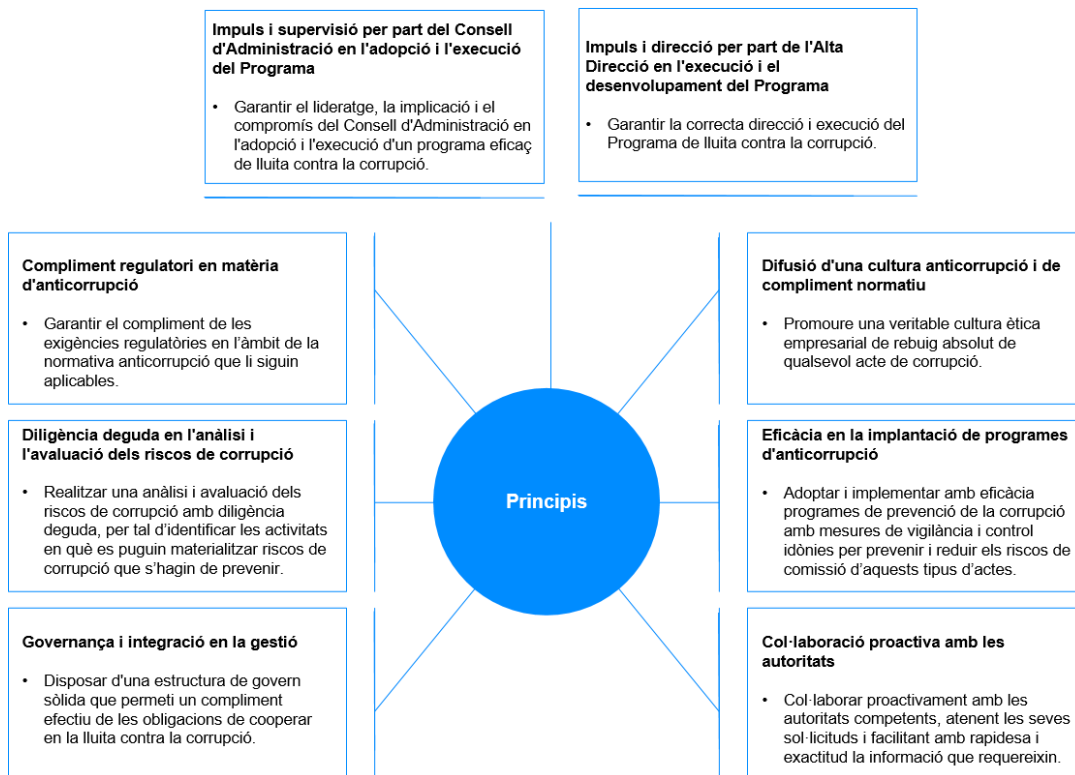 Impuls i supervisió per part del Consell
d'Administració en l'adopció i l'execució
del Programa
• Garantir el lideratge, la implicació i el
compromís del Consell d'Administració en
l'adopció i l'execució d'un programa eficaç
de lluita contra la corrupció.
Impuls i direcció per part de l'Alta
Direcció en l'execució i el
desenvolupament del Programa
• Garantir la correcta direcció i execució del
Programa de lluita contra la corrupció.
Compliment regulatori en matèria
d'anticorrupció
• Garantir el compliment de les
exigències regulatòries en l’àmbit de la
normativa anticorrupció que li siguin
aplicables.
Difusió d'una cultura anticorrupció i de
compliment normatiu
• Promoure una veritable cultura ètica
empresarial de rebuig absolut de
qualsevol acte de corrupció.
Diligència deguda en l'anàlisi i
l'avaluació dels riscos de corrupció
• Realitzar una anàlisi i avaluació dels
riscos de corrupció amb diligència
deguda, per tal d’identificar les activitats
en què es puguin materialitzar riscos de
corrupció que s’hagin de prevenir.
Principis
Eficàcia en la implantació de programes
d'anticorrupció
• Adoptar i implementar amb eficàcia
programes de prevenció de la corrupció
amb mesures de vigilància i control
idònies per prevenir i reduir els riscos de
comissió d’aquests tipus d’actes.
Governança i integració en la gestió
• Disposar d'una estructura de govern
sòlida que permeti un compliment
efectiu de les obligacions de cooperar
en la lluita contra la corrupció.
Col·laboració proactiva amb les
autoritats
• Col·laborar proactivament amb les
autoritats competents, atenent les seves
sol·licituds i facilitant amb rapidesa i
exactitud la informació que requereixin.